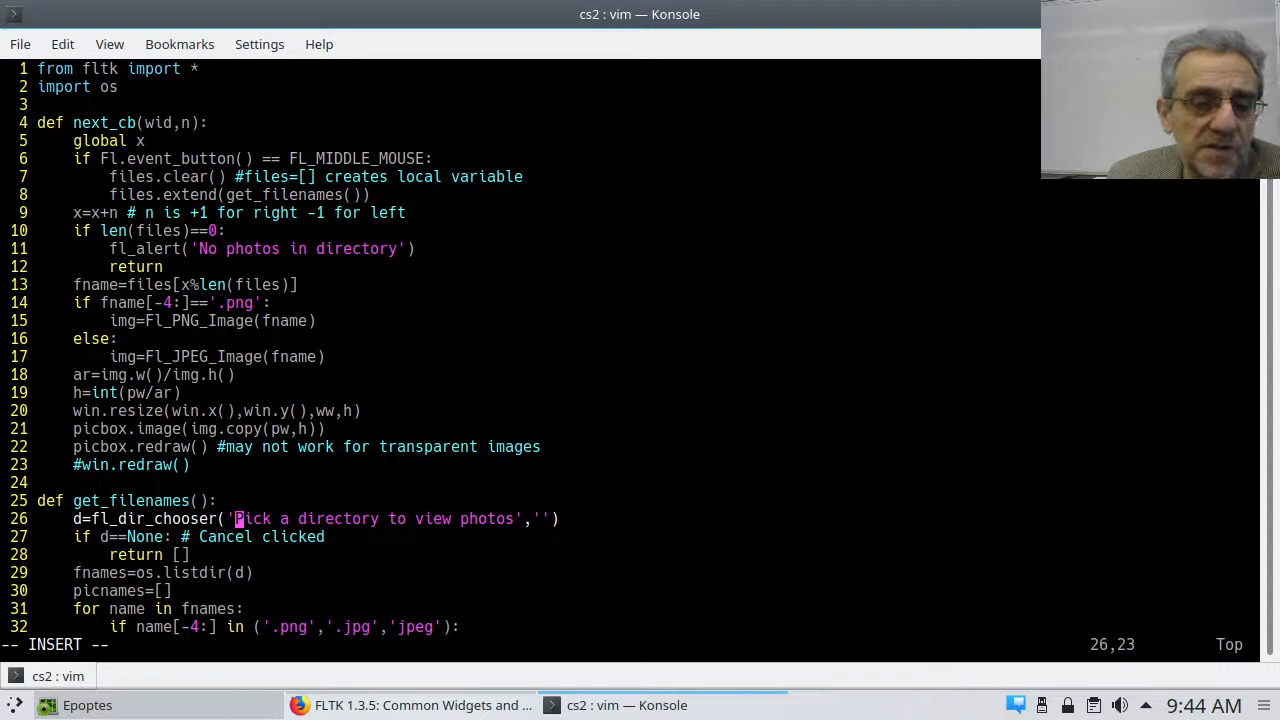 cs2 : vim — Konsole
File Edit View Bookmarks Settings Help
1 from fltk import *
2 import os
3
4 def next_cb(wid,n):
5     global x
6     if Fl.event_button() == FL_MIDDLE_MOUSE:
7         files.clear() #files=[] creates local variable
8         files.extend(get_filenames())
9     x=x+n # n is +1 for right -1 for left
10     if len(files)==0:
11         fl_alert('No photos in directory')
12         return
13     fname=files[x%len(files)]
14     if fname[-4:]=='.png':
15         img=Fl_PNG_Image(fname)
16     else:
17         img=Fl_JPEG_Image(fname)
18     ar=img.w()/img.h()
19     h=int(pw/ar)
20     win.resize(win.x(),win.y(),ww,h)
21     picbox.image(img.copy(pw,h))
22     picbox.redraw() #may not work for transparent images
23     #win.redraw()
24
25 def get_filenames():
26     d=fl_dir_chooser('Pick a directory to view photos','')
27     if d==None: # Cancel clicked
28         return []
29     fnames=os.listdir(d)
30     picnames=[]
31     for name in fnames:
32         if name[-4:] in ('.png','.jpg','jpeg'):
-- INSERT -- 26,23 Top
cs2 : vim
Epoptes FLTK 1.3.5: Common Widgets and ... cs2 : vim — Konsole 9:44 AM